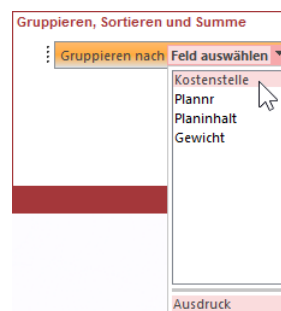 Gruppieren, Sortieren und Summe
Gruppieren nach Feld auswählen
Kostenstelle
Plannr
Planinhalt
Gewicht
Ausdruck